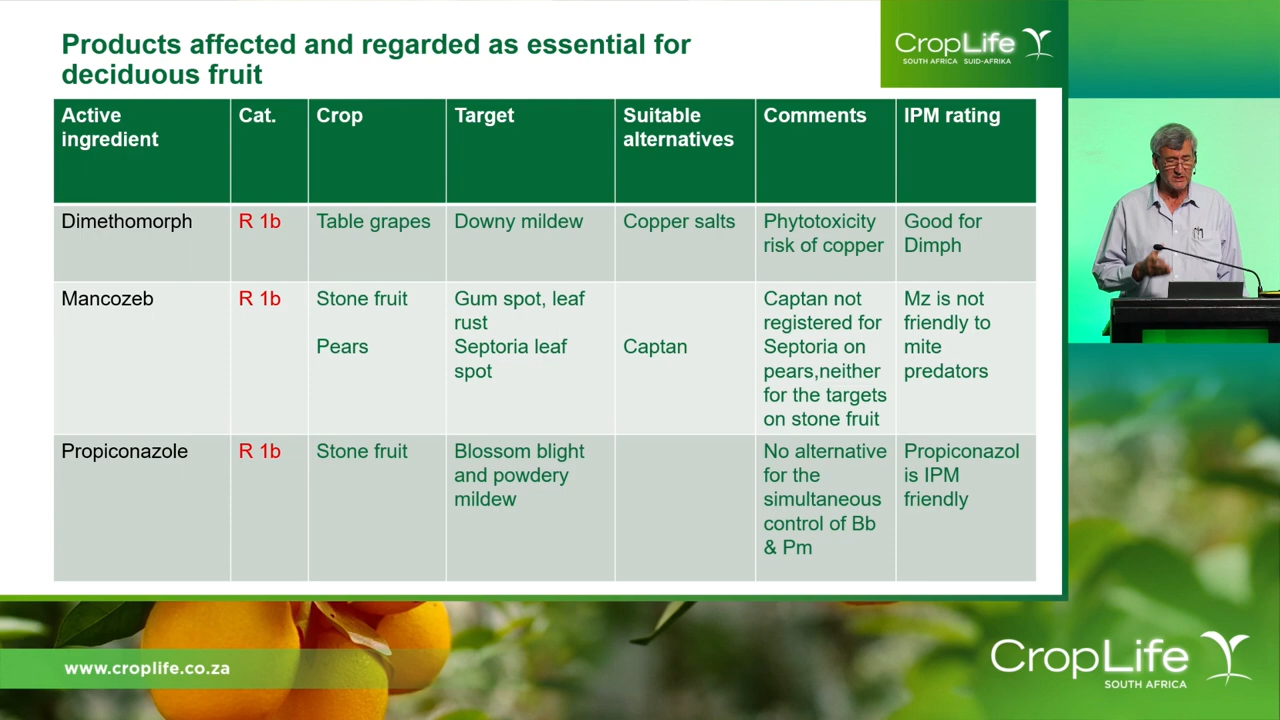 Products affected and regarded as essential for
deciduous fruit
CropLife
SOUTH AFRICA SUID-AFRIKA
Active
ingredient
Cat.
Crop
Target
Suitable
alternatives
Comments
IPM rating
Dimethomorph
R 1b
Table grapes
Downy mildew
Copper salts
Phytotoxicity
risk of copper
Good for
Dimph
Mancozeb
R 1b
Stone fruit
Pears
Gum spot, leaf
rust
Septoria leaf
spot
Captan
Captan not
registered for
Septoria on
pears,neither
for the targets
on stone fruit
Mz is not
friendly to
mite
predators
Propiconazole
R 1b
Stone fruit
Blossom blight
and powdery
mildew
No alternative
for the
simultaneous
control of Bb
& Pm
Propiconazol
is IPM
friendly
www.croplife.co.za
CropLife
SOUTH AFRICA